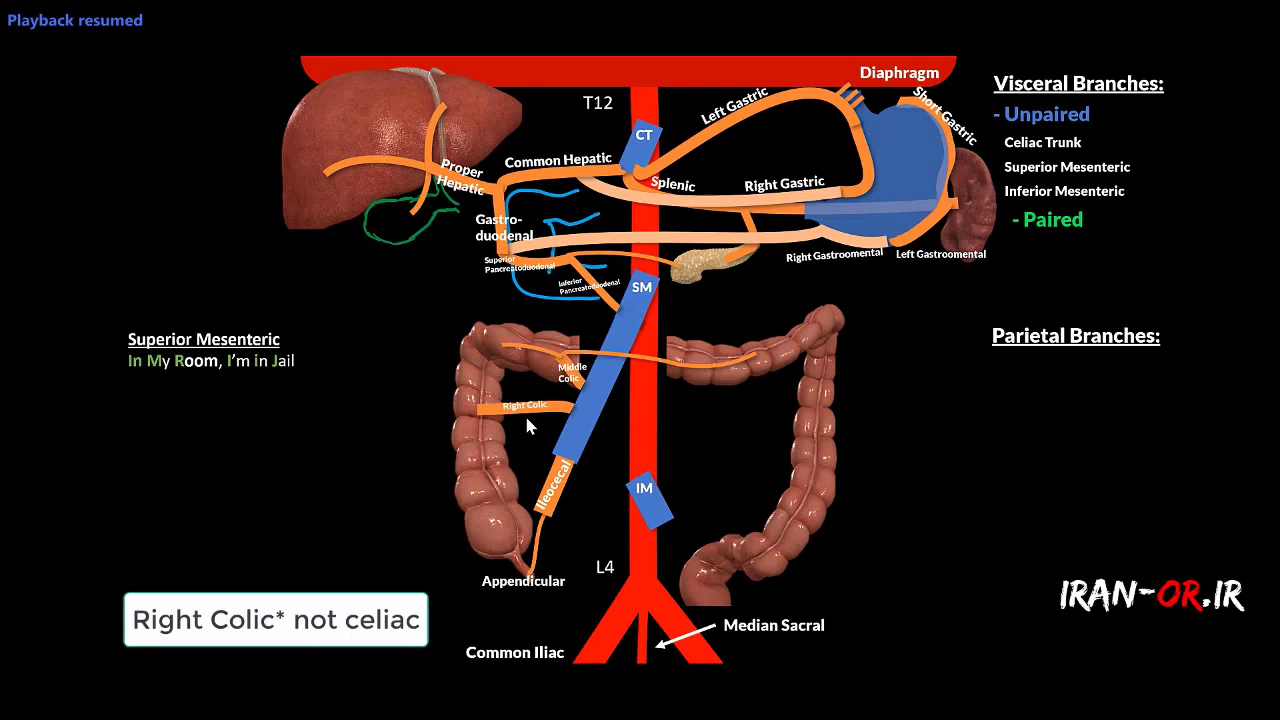 Playback resumed
Diaphragm
T12
CT
Left Gastric
Short Gastric
Common Hepatic
Proper
Hepatic
Splenic
Right Gastric
Gastro-
duodenal
Superior
Pancreatoduodenal
Inferior
Pancreatoduodenal
Right Gastroomental
Left Gastroomental
SM
Visceral Branches:
- Unpaired
Celiac Trunk
Superior Mesenteric
Inferior Mesenteric
- Paired
Parietal Branches:
Superior Mesenteric
In My Room, I'm in Jail
Middle
Colic
Right Colic
Ileocecal
IM
L4
Appendicular
Right Colic* not celiac
Median Sacral
Common Iliac
IRAN-OR.IR